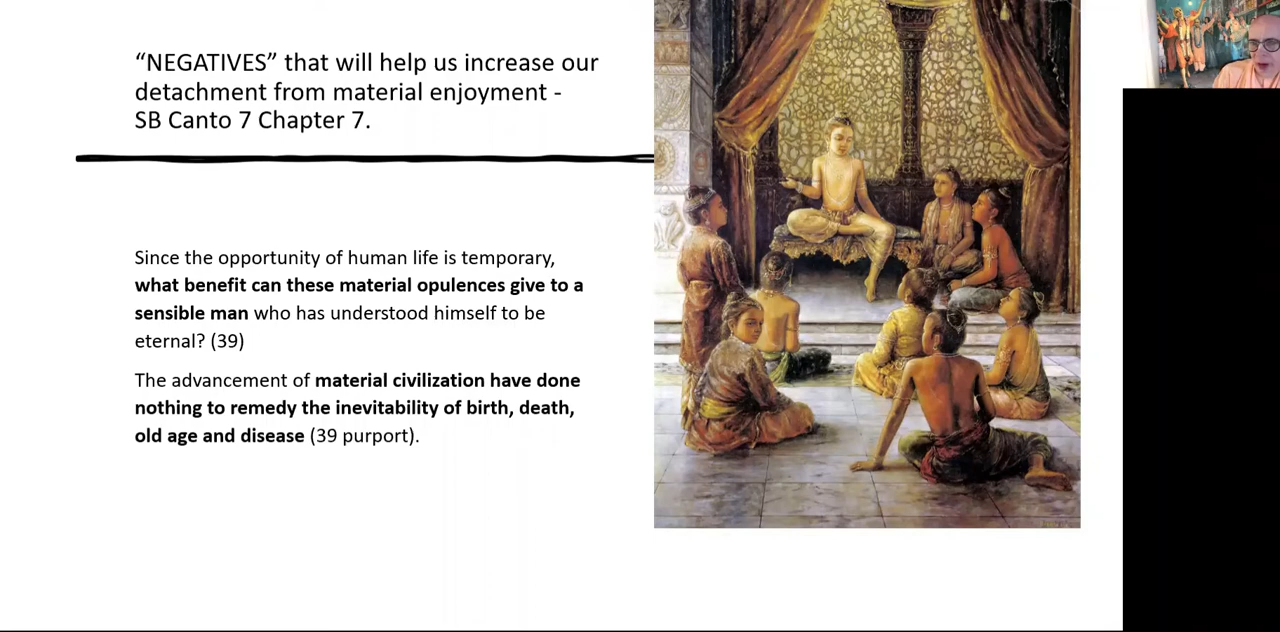 “NEGATIVES” that will help us increase our
detachment from material enjoyment -
SB Canto 7 Chapter 7.
Since the opportunity of human life is temporary,
what benefit can these material opulences give to a
sensible man who has understood himself to be
eternal? (39)
The advancement of material civilization have done
nothing to remedy the inevitability of birth, death,
old age and disease (39 purport).